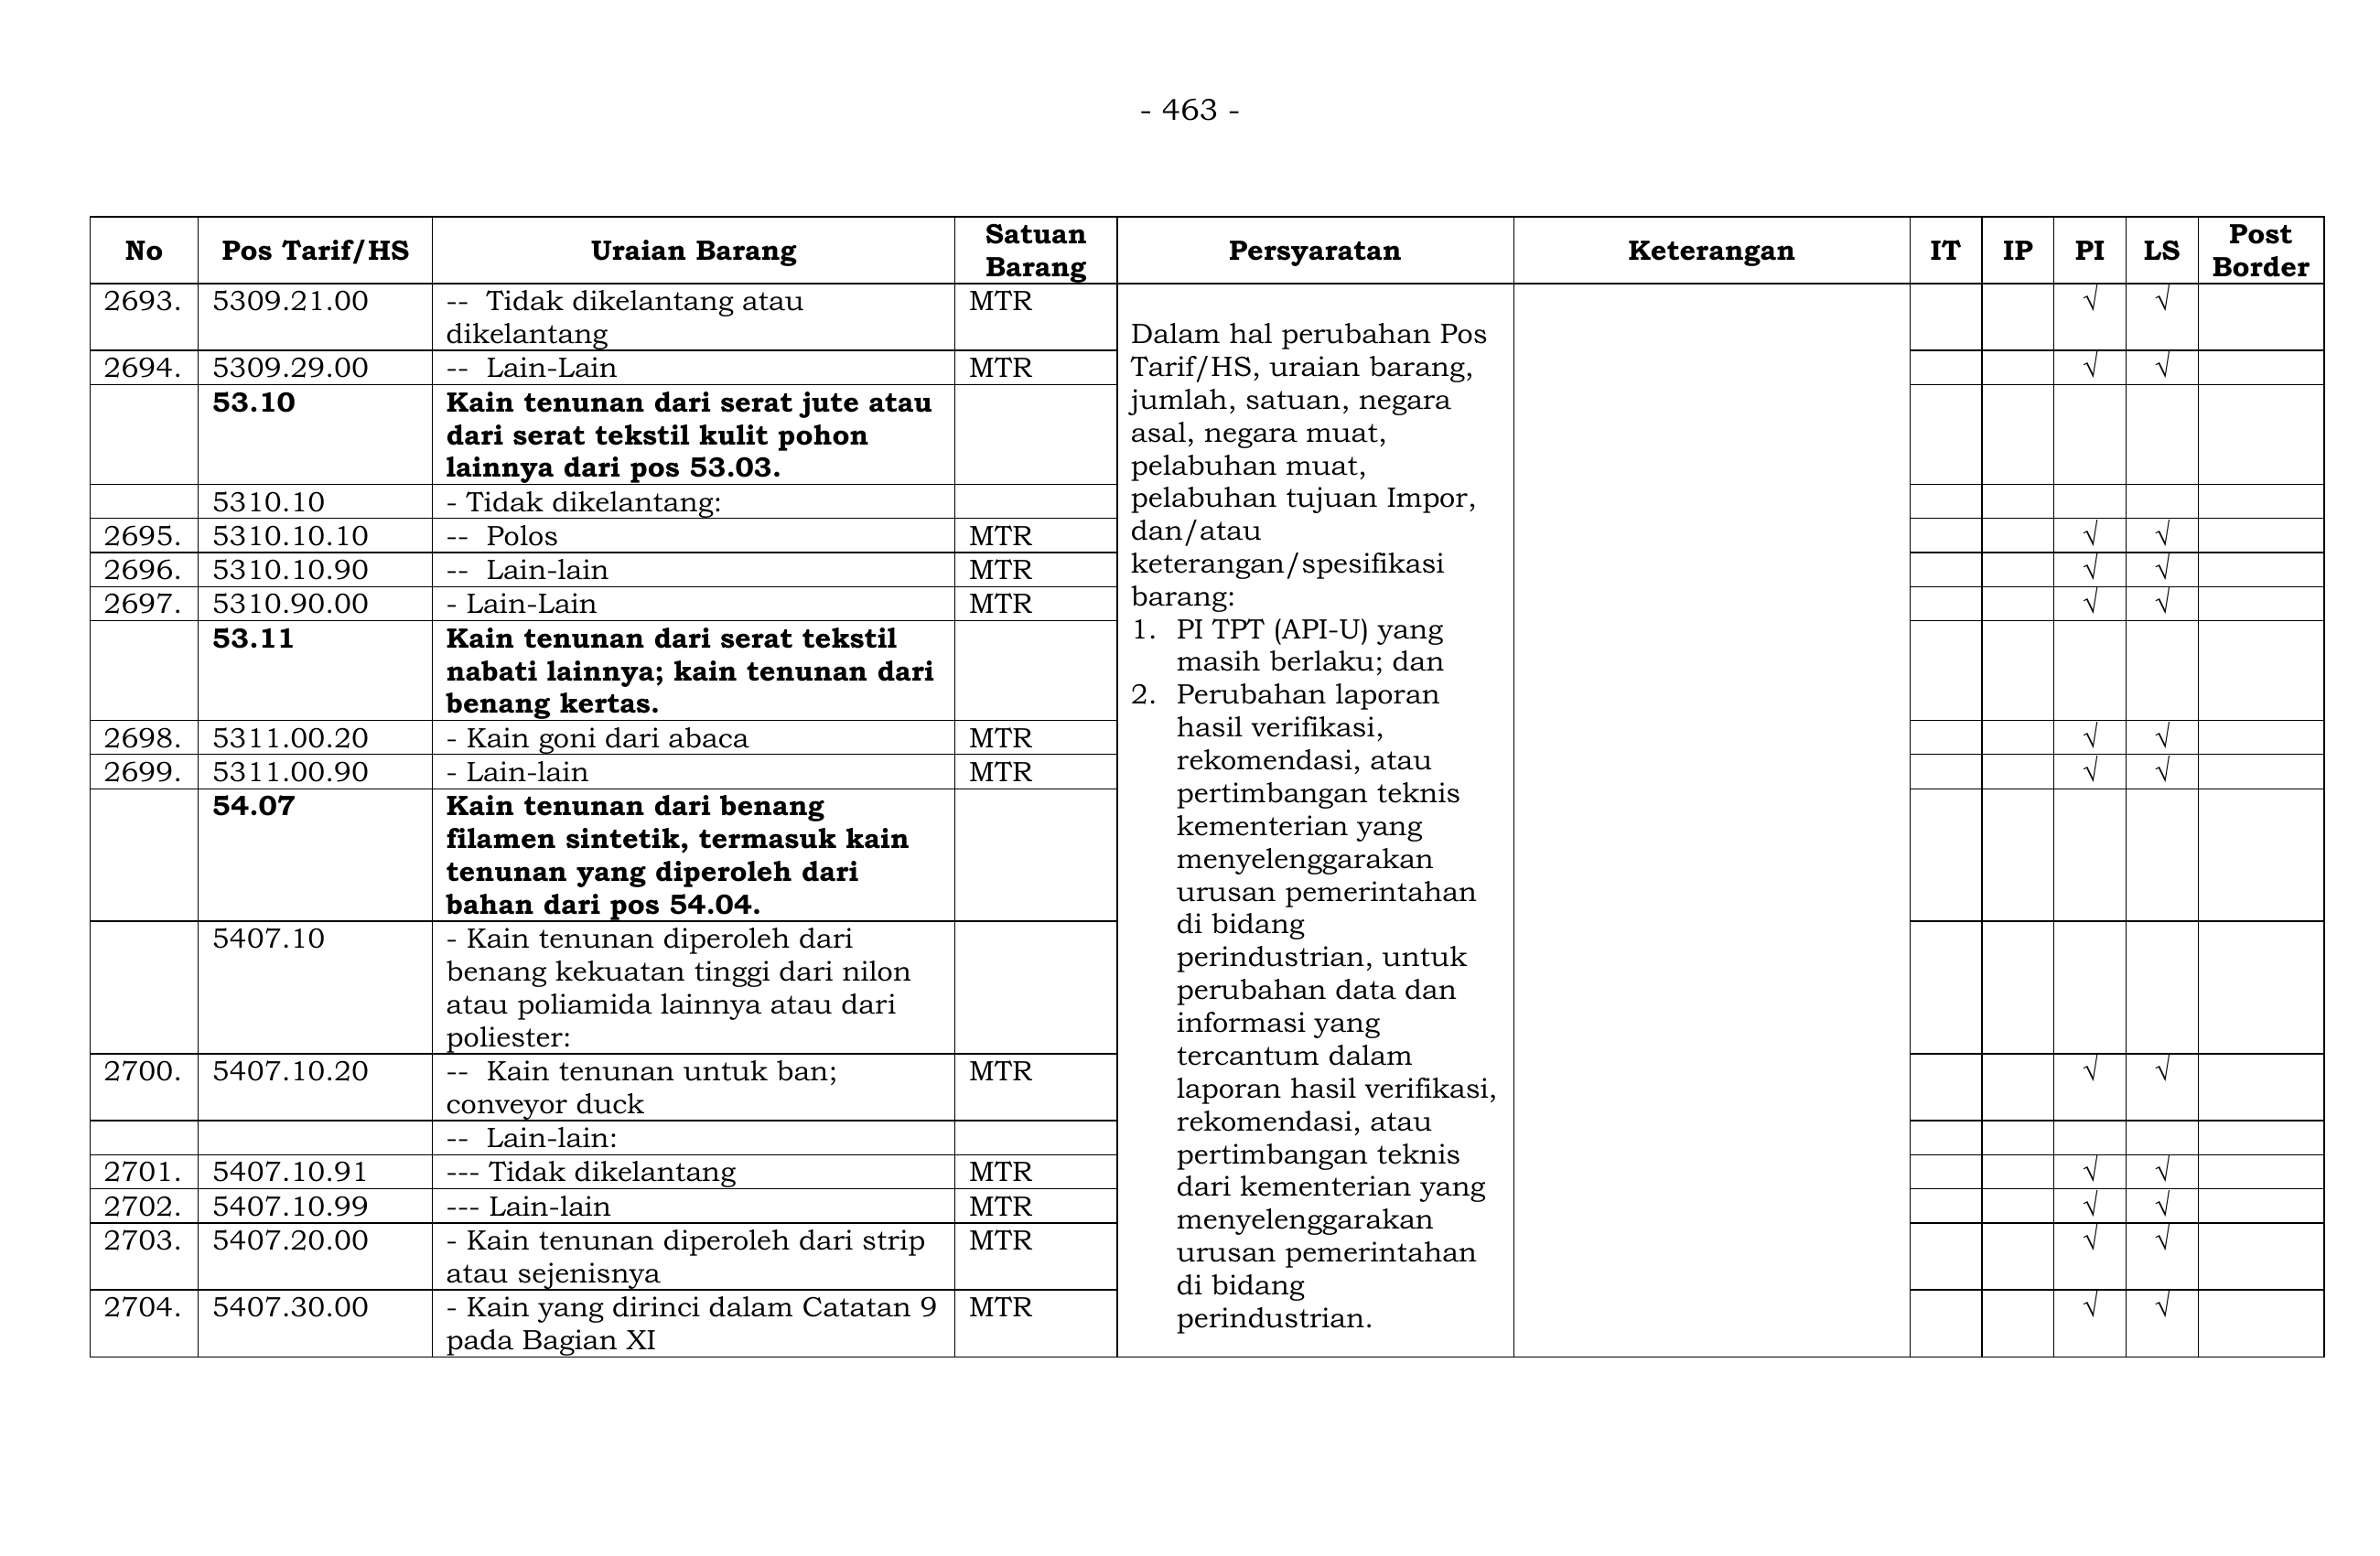 - 463 -
No Pos Tarif/HS Uraian Barang Satuan Barang Persyaratan Keterangan IT IP PI LS Post Border
2693. 5309.21.00 -- Tidak dikelantang atau MTR √ √
dikelantang
2694. 5309.29.00 -- Lain-Lain MTR √ √
53.10 Kain tenunan dari serat jute atau
dari serat tekstil kulit pohon
lainnya dari pos 53.03.
5310.10 - Tidak dikelantang:
2695. 5310.10.10 -- Polos MTR √ √
2696. 5310.10.90 -- Lain-lain MTR √ √
2697. 5310.90.00 - Lain-Lain MTR √ √
53.11 Kain tenunan dari serat tekstil
nabati lainnya; kain tenunan dari
benang kertas.
2698. 5311.00.20 - Kain goni dari abaca MTR √ √
2699. 5311.00.90 - Lain-lain MTR √ √
54.07 Kain tenunan dari benang
filamen sintetik, termasuk kain
tenunan yang diperoleh dari
bahan dari pos 54.04.
5407.10 - Kain tenunan diperoleh dari
benang kekuatan tinggi dari nilon
atau poliamida lainnya atau dari
poliester:
2700. 5407.10.20 -- Kain tenunan untuk ban; MTR √ √
conveyor duck
-- Lain-lain:
2701. 5407.10.91 --- Tidak dikelantang MTR √ √
2702. 5407.10.99 --- Lain-lain MTR √ √
2703. 5407.20.00 - Kain tenunan diperoleh dari strip MTR √ √
atau sejenisnya
2704. 5407.30.00 - Kain yang dirinci dalam Catatan 9 MTR √ √
pada Bagian XI
Dalam hal perubahan Pos
Tarif/HS, uraian barang,
jumlah, satuan, negara
asal, negara muat,
pelabuhan muat,
pelabuhan tujuan Impor,
dan/atau
keterangan/spesifikasi
barang:
1. PI TPT (API-U) yang
masih berlaku; dan
2. Perubahan laporan
hasil verifikasi,
rekomendasi, atau
pertimbangan teknis
kementerian yang
menyelenggarakan
urusan pemerintahan
di bidang
perindustrian, untuk
perubahan data dan
informasi yang
tercantum dalam
laporan hasil verifikasi,
rekomendasi, atau
pertimbangan teknis
dari kementerian yang
menyelenggarakan
urusan pemerintahan
di bidang
perindustrian.